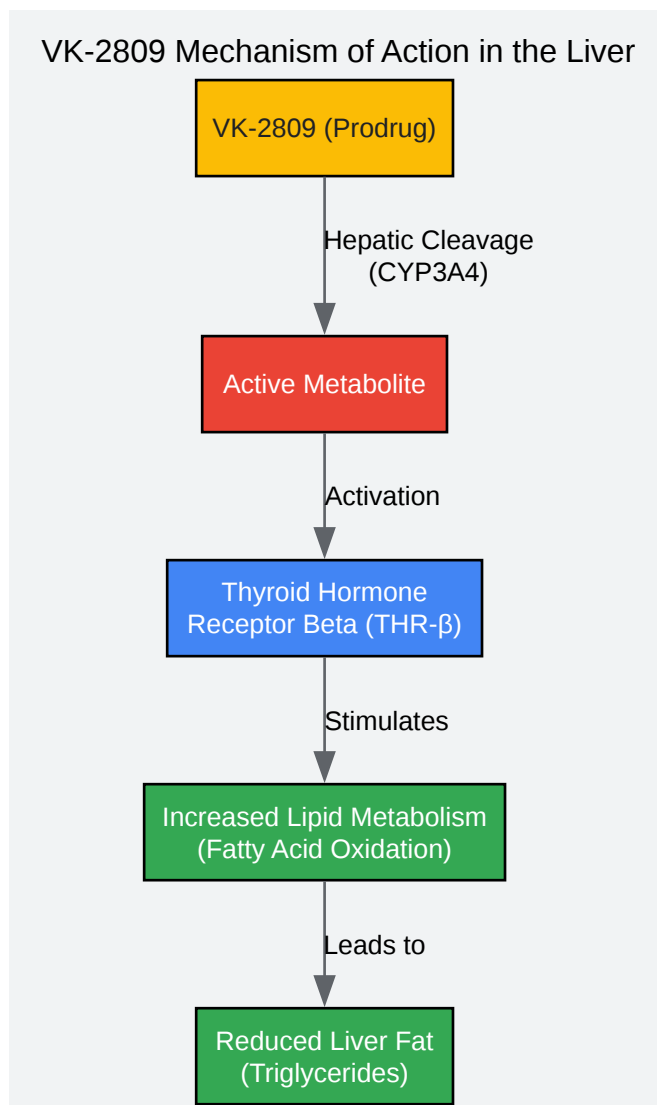 VK-2809 Mechanism of Action in the Liver
VK-2809 (Prodrug)
Hepatic Cleavage
(CYP3A4)
Active Metabolite
Activation
Thyroid Hormone
Receptor Beta (THR-β)
Stimulates
Increased Lipid Metabolism
(Fatty Acid Oxidation)
Leads to
Reduced Liver Fat
(Triglycerides)